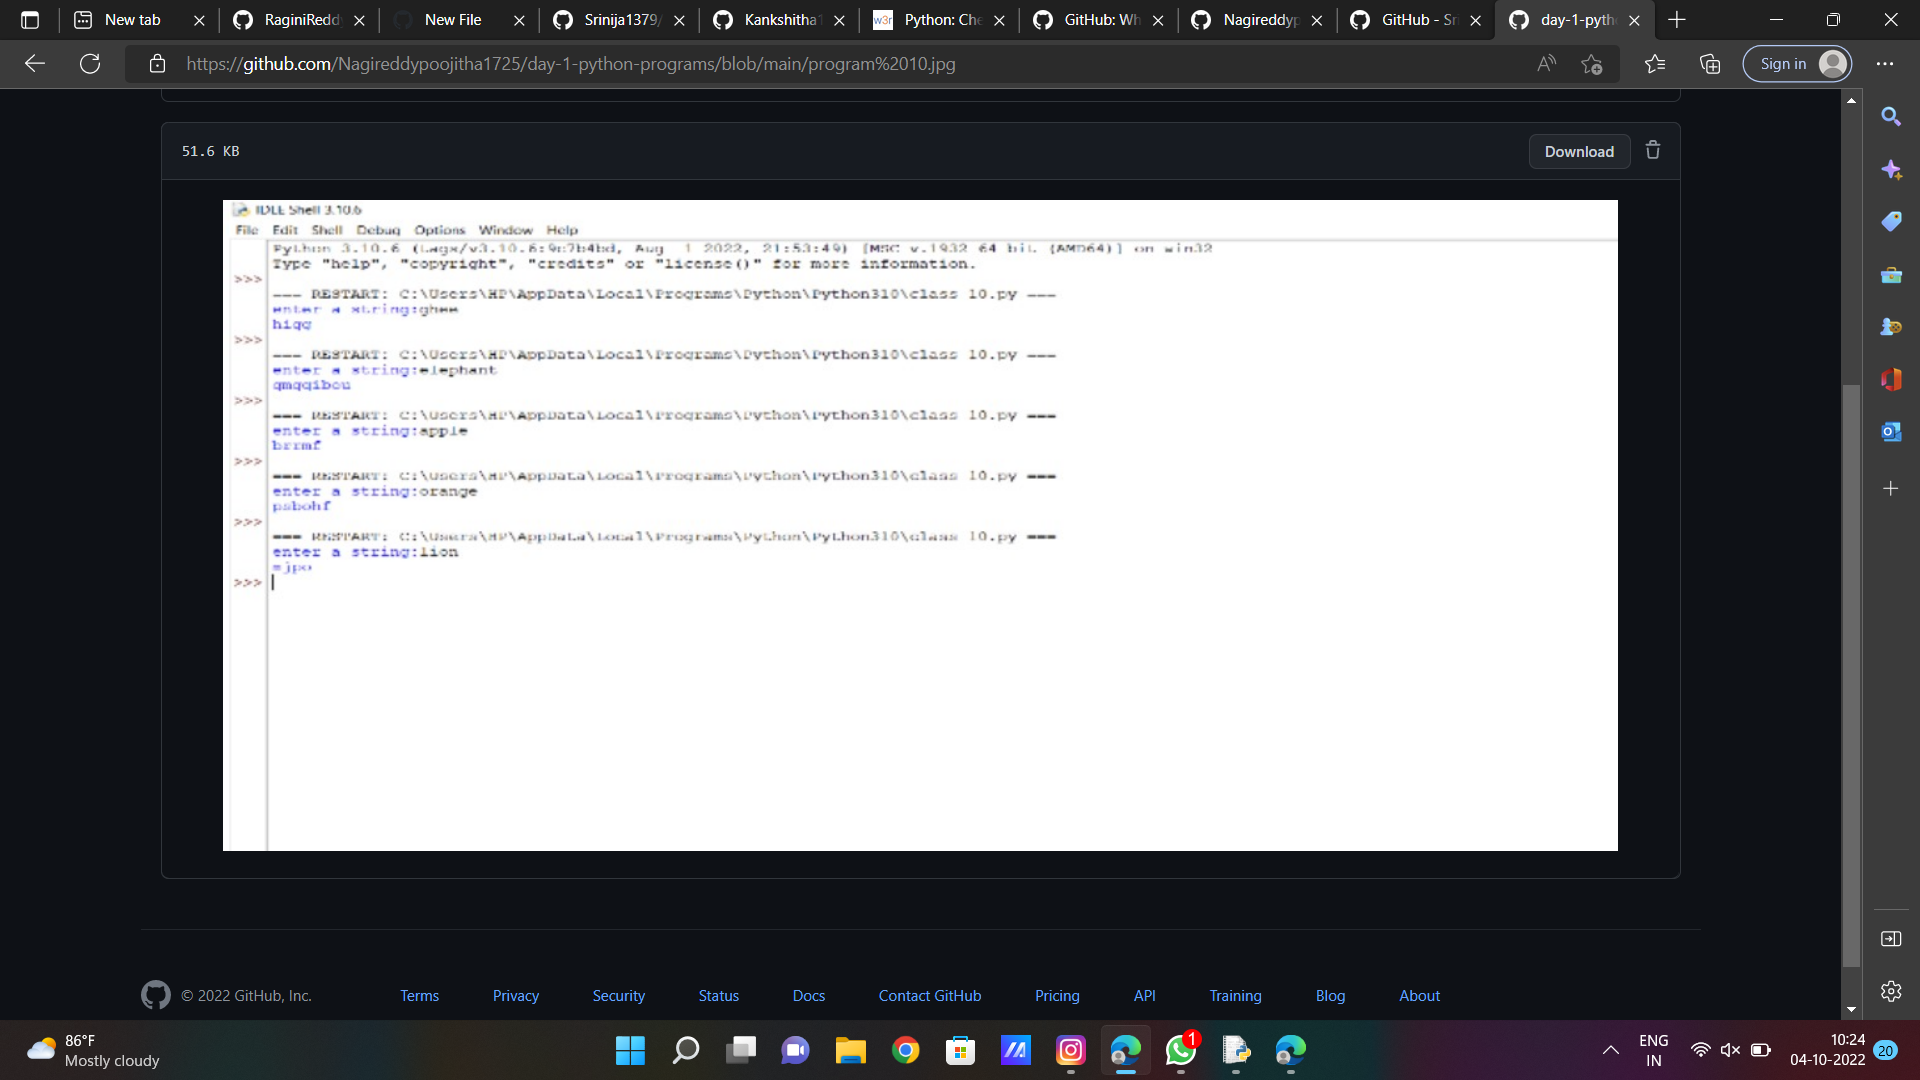 New tab
RaginiReddy
New File
Srinija1379/
Kankshitha1
w3r Python: Che
GitHub: Wh
Nagireddyp
GitHub - Sri
day-1-pytho
https://github.com/Nagireddypoojitha1725/day-1-python-programs/blob/main/program%2010.jpg
Sign in
51.6 KB
Download
IDLE Shell 3.10.6
File Edit Shell Debug Options Window Help
Python 3.10.6 (tags/v3.10.6:9c7b4bd, Aug 1 2022, 21:53:49) [MSC v.1932 64 bit (AMD64)] on win32
Type "help", "copyright", "credits" or "license()" for more information.
>>>
=== RESTART: C:\Users\HP\AppData\Local\Programs\Python\Python310\class 10.py ===
enter a string:ghee
hiqq
>>>
=== RESTART: C:\Users\HP\AppData\Local\Programs\Python\Python310\class 10.py ===
enter a string:elephant
qmqqibou
>>>
=== RESTART: C:\Users\HP\AppData\Local\Programs\Python\Python310\class 10.py ===
enter a string:apple
brrmf
>>>
=== RESTART: C:\Users\HP\AppData\Local\Programs\Python\Python310\class 10.py ===
enter a string:orange
psbohf
>>>
=== RESTART: C:\Users\HP\AppData\Local\Programs\Python\Python310\class 10.py ===
enter a string:lion
mjpo
>>>
© 2022 GitHub, Inc.
Terms
Privacy
Security
Status
Docs
Contact GitHub
Pricing
API
Training
Blog
About
86°F
Mostly cloudy
1
ENG
IN
10:24
04-10-2022
20